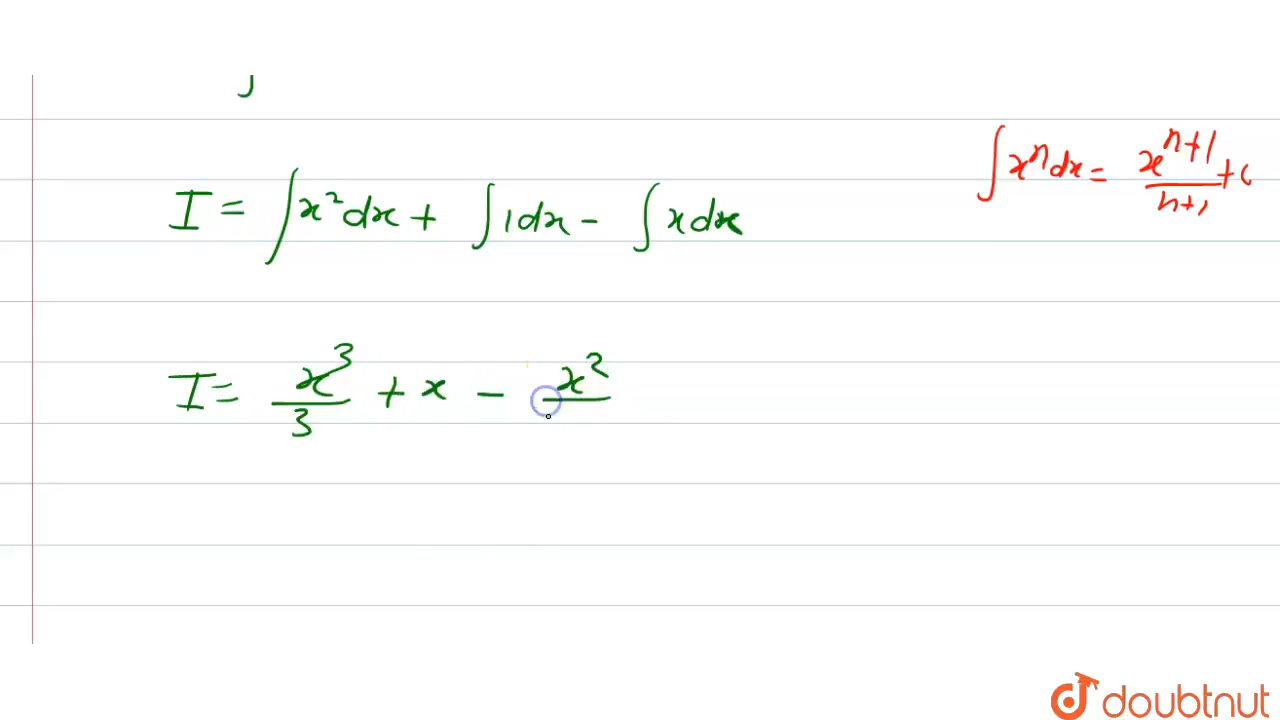 ∫
I = ∫x²dx + ∫1dx - ∫xdx
∫xⁿdx = xⁿ⁺¹/n+1 + c
I = x³/3 + x - x²/
doubtnut